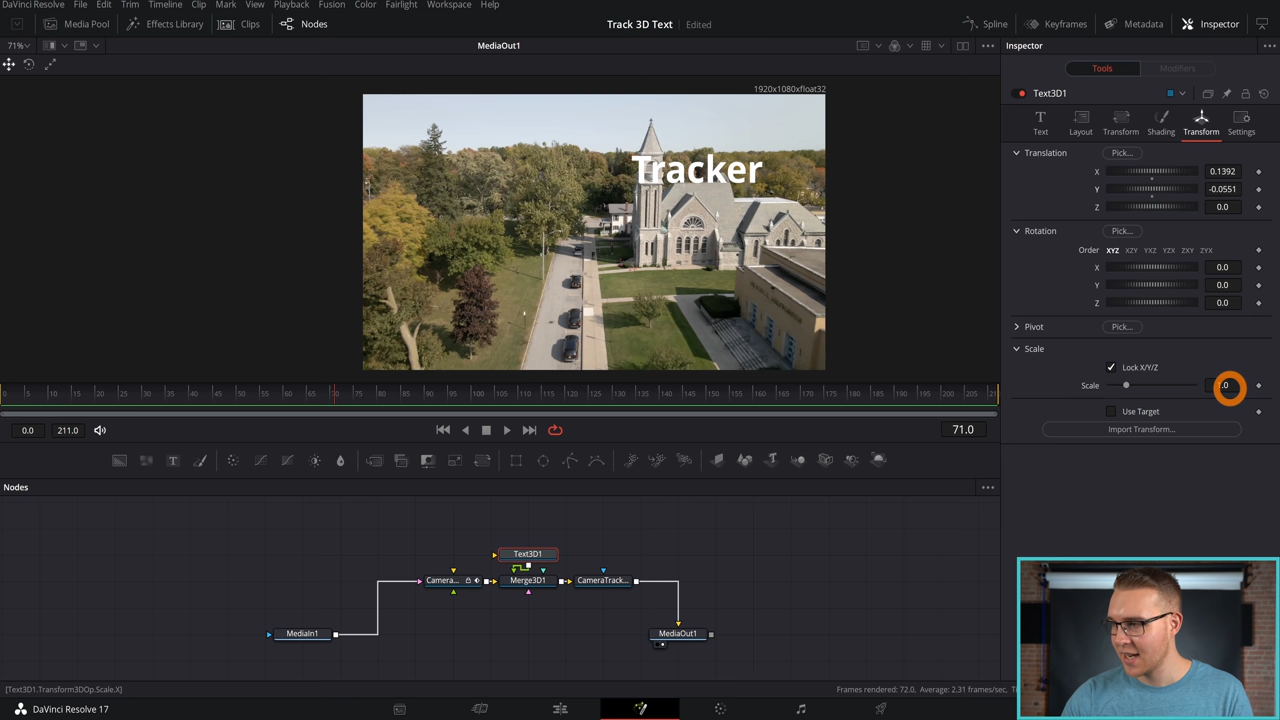 DaVinci Resolve File Edit Trim Timeline Clip Mark View Playback Fusion Color Fairlight Workspace Help
Media Pool Effects Library Clips Nodes Track 3D Text Edited Spline Keyframes Metadata Inspector
71% MediaOut1 Inspector
Tools Modifiers
1920x1080xfloat32
Text3D1
Text Layout Transform Shading Transform Settings
Translation Pick...
X 0.1392
Y -0.0551
Z 0.0
Tracker
Rotation Pick...
Order XYZ XZY YXZ YZX ZXY ZYX
X 0.0
Y 0.0
Z 0.0
Pivot Pick...
Scale
Lock X/Y/Z
Scale .0
Use Target
Import Transform...
0 5 10 15 20 25 30 35 40 45 50 55 60 65 70 75 80 85 90 95 100 105 110 115 120 125 130 135 140 145 150 155 160 165 170 175 180 185 190 195 200 205 21
0.0 211.0 71.0
Nodes
Text3D1
Camera... Merge3D1 CameraTrack...
MediaIn1 MediaOut1
[Text3D1.Transform3DOp.Scale.X] Frames rendered: 72.0, Average: 2.31 frames/sec,
DaVinci Resolve 17